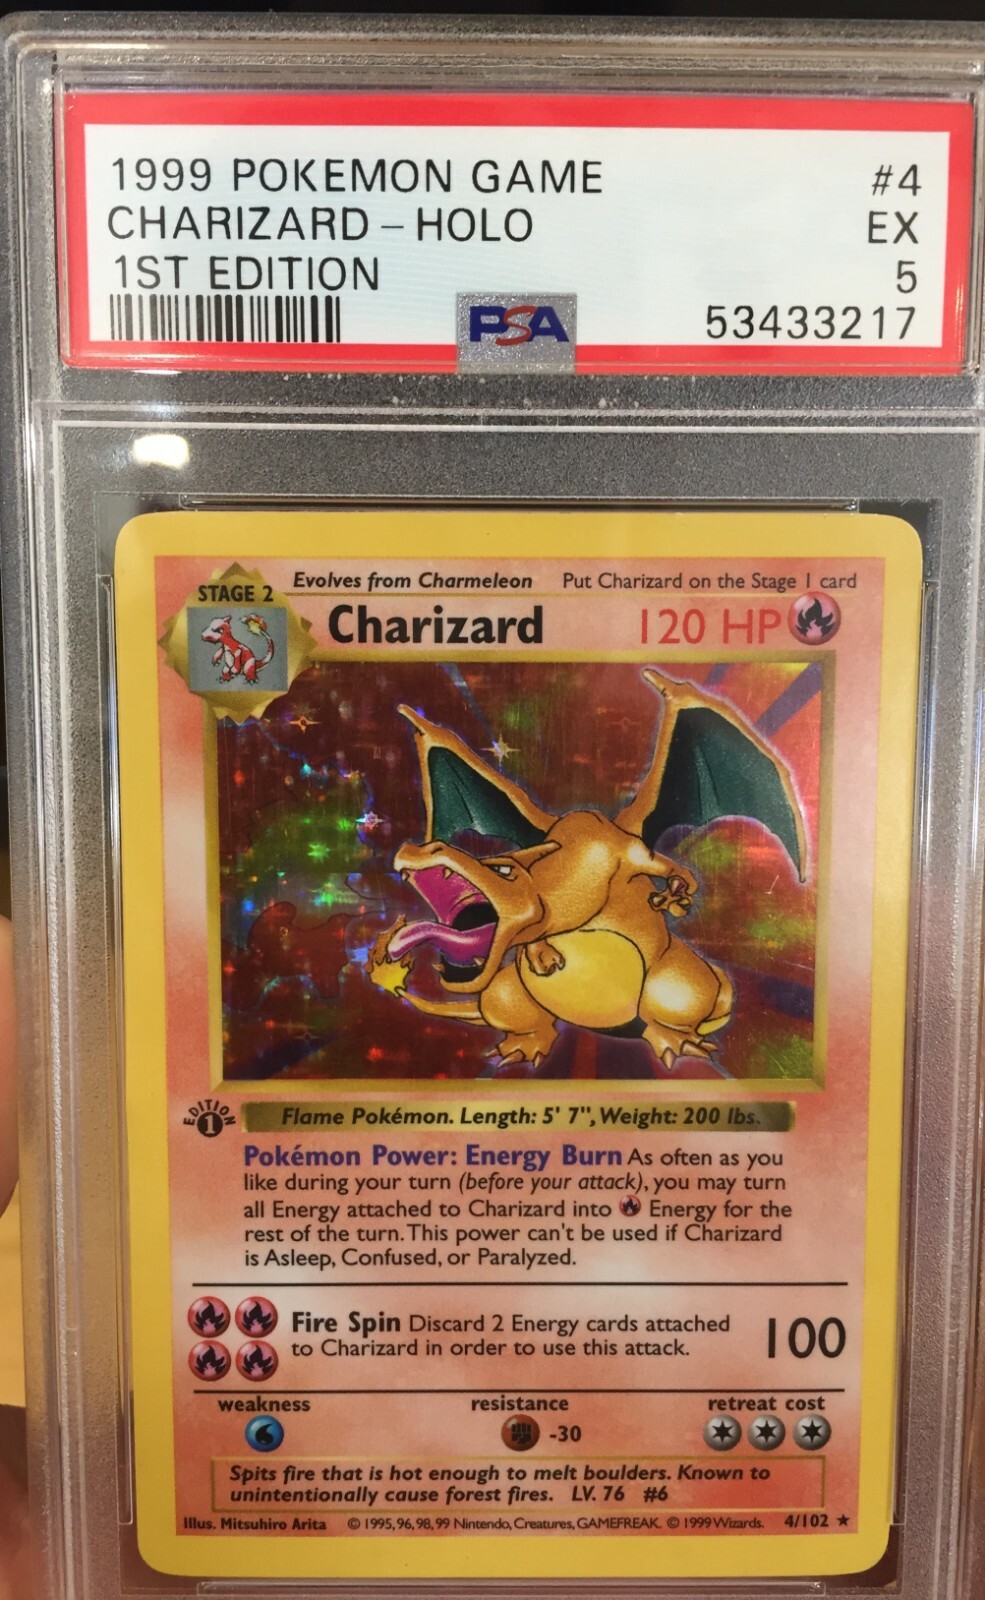 1999 POKEMON GAME #4
CHARIZARD – HOLO EX
1ST EDITION 5
PSA 53433217
STAGE 2 Evolves from Charmeleon Put Charizard on the Stage 1 card
Charizard 120 HP
EDITION 1
Flame Pokémon. Length: 5' 7", Weight: 200 lbs.
Pokémon Power: Energy Burn As often as you
like during your turn (before your attack), you may turn
all Energy attached to Charizard into Energy for the
rest of the turn. This power can't be used if Charizard
is Asleep, Confused, or Paralyzed.
Fire Spin Discard 2 Energy cards attached
to Charizard in order to use this attack. 100
weakness resistance retreat cost
-30
Spits fire that is hot enough to melt boulders. Known to
unintentionally cause forest fires. LV. 76 #6
Illus. Mitsuhiro Arita © 1995, 96, 98, 99 Nintendo, Creatures, GAMEFREAK. © 1999 Wizards. 4/102 ★